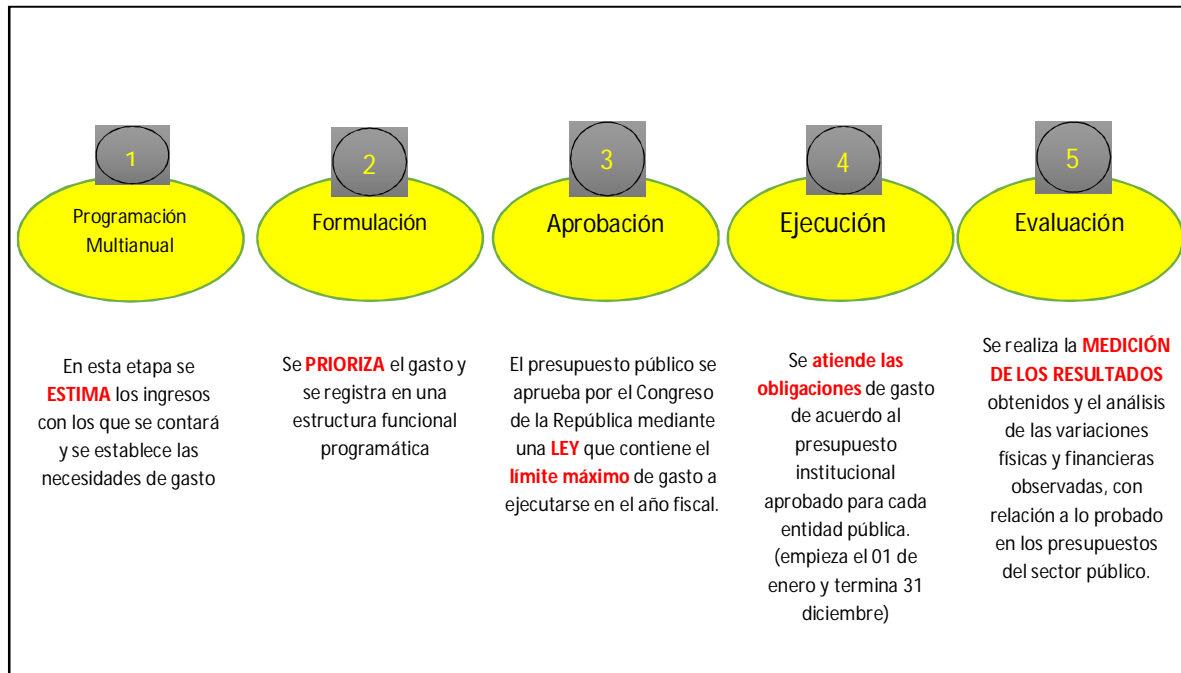 1
Programación
Multianual
En esta etapa se
ESTIMA los ingresos
con los que se contará
y se establece las
necesidades de gasto
2
Formulación
Se PRIORIZA el gasto y
se registra en una
estructura funcional
programática
3
Aprobación
El presupuesto público se
aprueba por el Congreso
de la República mediante
una LEY que contiene el
límite máximo de gasto a
ejecutarse en el año fiscal.
4
Ejecución
Se atiende las
obligaciones de gasto
de acuerdo al
presupuesto
institucional
aprobado para cada
entidad pública.
(empieza el 01 de
enero y termina 31
diciembre)
5
Evaluación
Se realiza la MEDICIÓN
DE LOS RESULTADOS
obtenidos y el análisis
de las variaciones
físicas y financieras
observadas, con
relación a lo probado
en los presupuestos
del sector público.